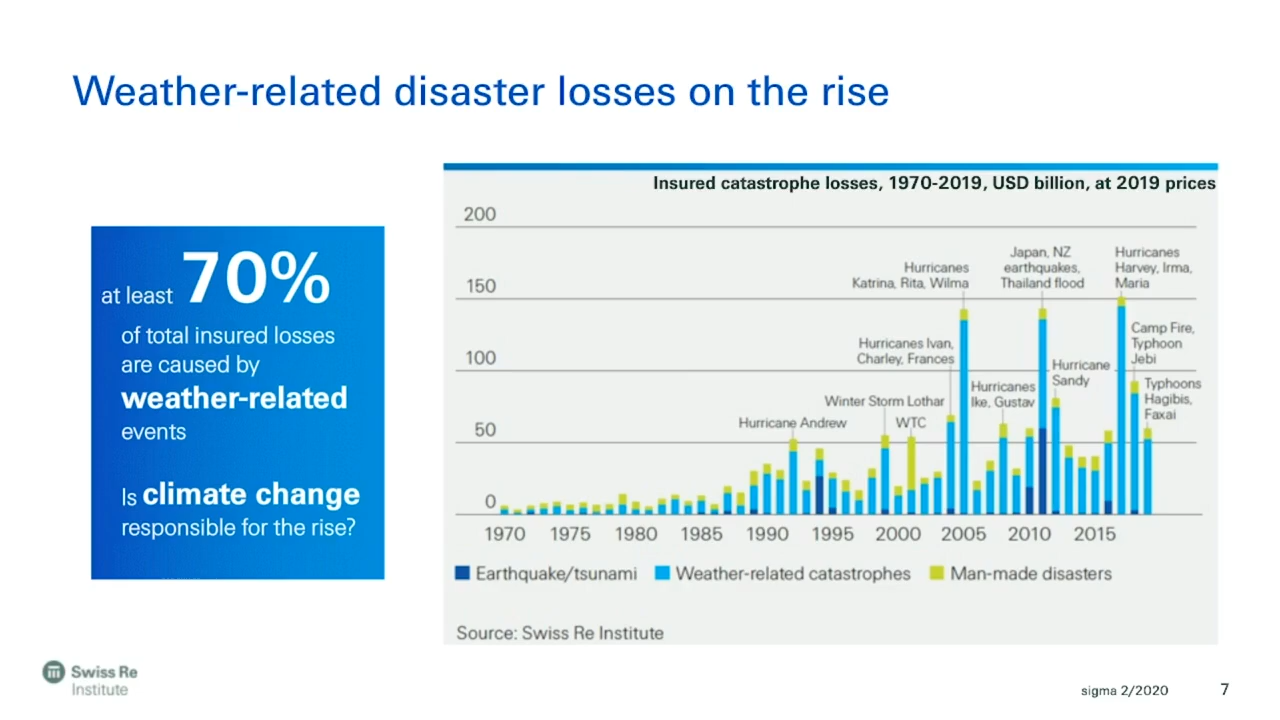 Weather-related disaster losses on the rise
at least 70%
of total insured losses
are caused by
weather-related
events
Is climate change
responsible for the rise?
Insured catastrophe losses, 1970-2019, USD billion, at 2019 prices
200
150
100
50
0
Hurricane Andrew
Winter Storm Lothar
WTC
Hurricanes Ivan,
Charley, Frances
Hurricanes
Katrina, Rita, Wilma
Hurricanes
Ike, Gustav
Japan, NZ
earthquakes,
Thailand flood
Hurricane
Sandy
Hurricanes
Harvey, Irma,
Maria
Camp Fire,
Typhoon
Jebi
Typhoons
Hagibis,
Faxai
1970 1975 1980 1985 1990 1995 2000 2005 2010 2015
Earthquake/tsunami Weather-related catastrophes Man-made disasters
Source: Swiss Re Institute
Swiss Re
Institute
sigma 2/2020 7